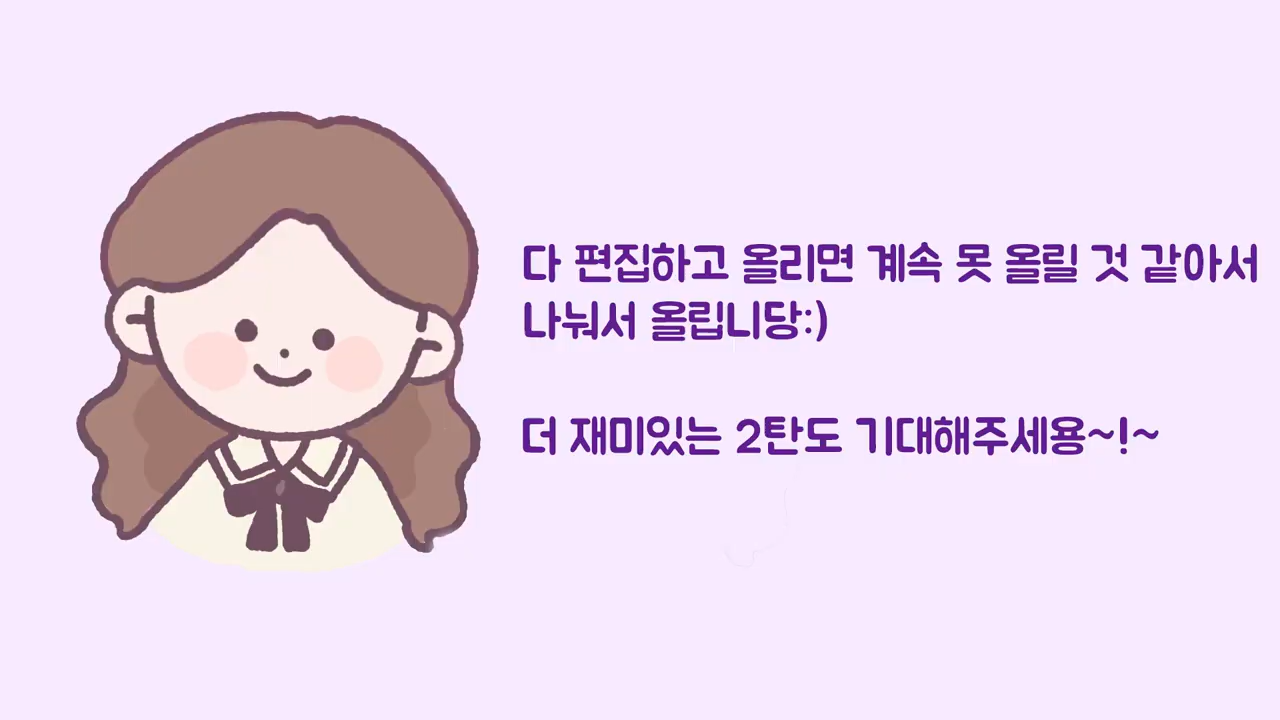 다 편집하고 올리면 계속 못 올릴 것 같아서
나눠서 올립니당:)
더 재미있는 2탄도 기대해주세용~!~